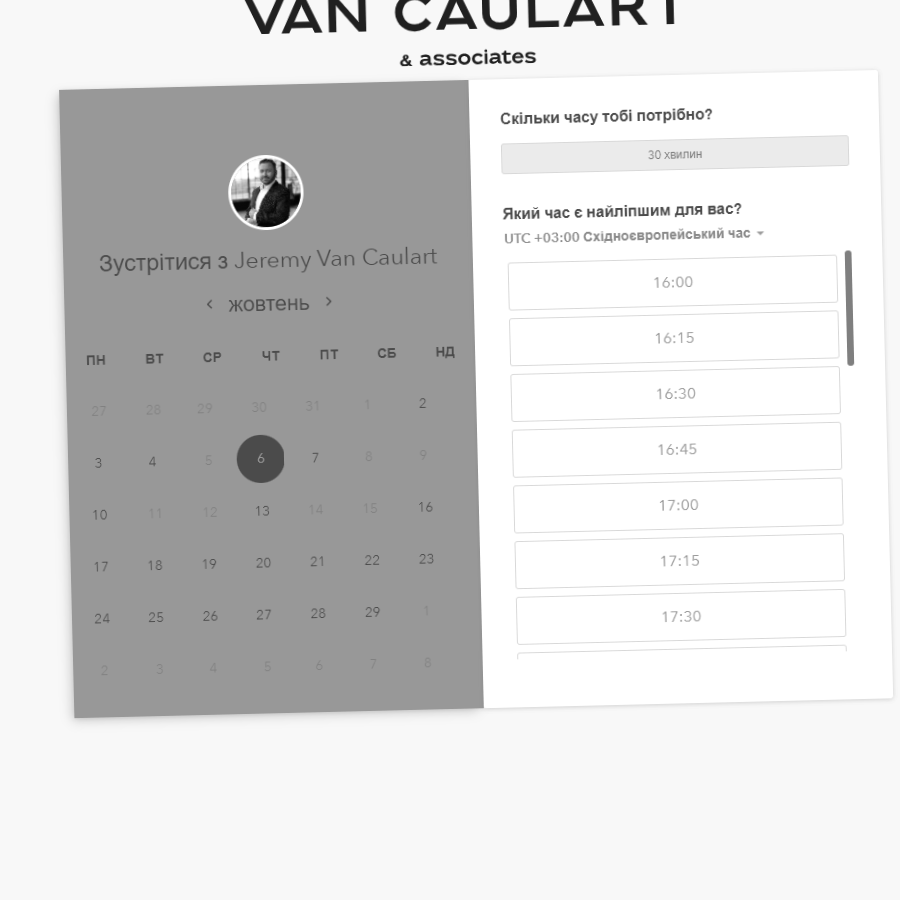 VAN CAULART
& associates
Зустрітися з Jeremy Van Caulart
жовтень
ПН ВТ СР ЧТ ПТ СБ НД
27 28 29 30 31 1 2
3 4 5 6 7 8 9
10 11 12 13 14 15 16
17 18 19 20 21 22 23
24 25 26 27 28 29 1
2 3 4 5 6 7 8
Скільки часу тобі потрібно?
30 хвилин
Який час є найліпшим для вас?
UTC +03:00 Східноєвропейський час
16:00
16:15
16:30
16:45
17:00
17:15
17:30